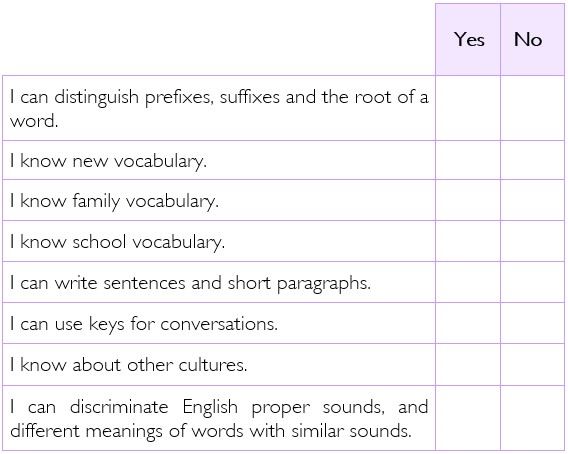 Yes No
I can distinguish prefixes, suffixes and the root of a
word.
I know new vocabulary.
I know family vocabulary.
I know school vocabulary.
I can write sentences and short paragraphs.
I can use keys for conversations.
I know about other cultures.
I can discriminate English proper sounds, and
different meanings of words with similar sounds.